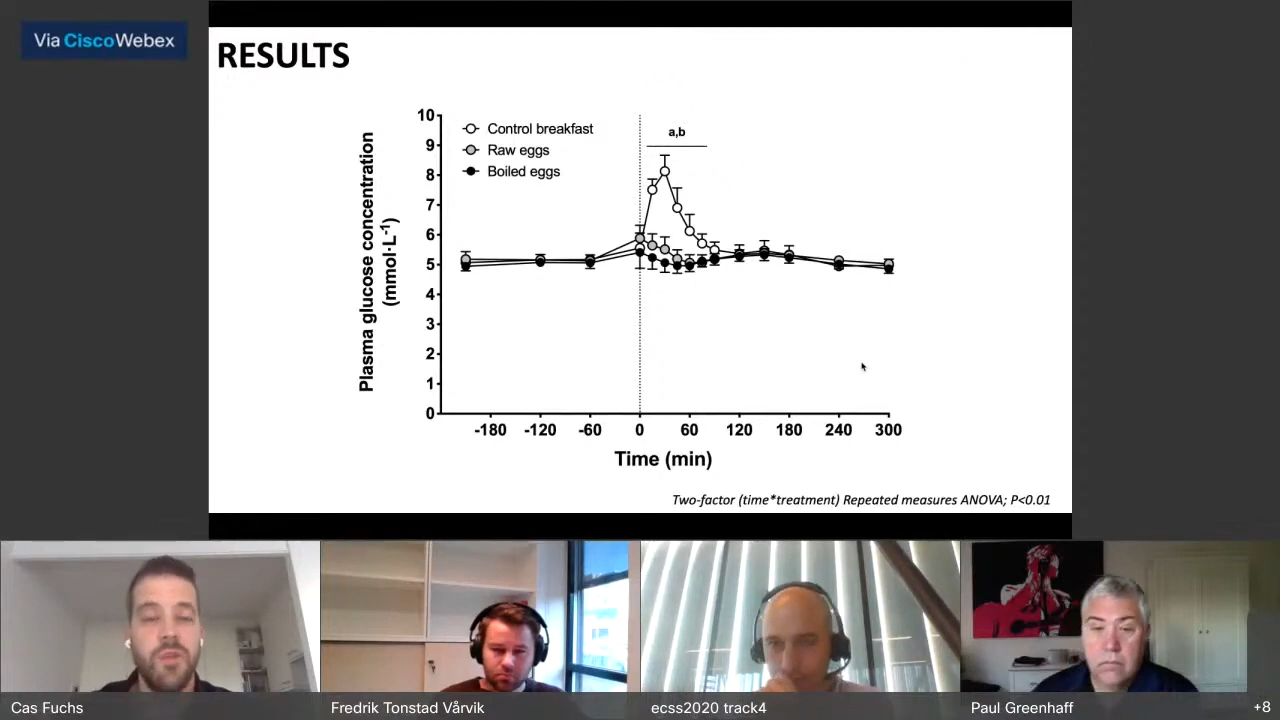 Via CiscoWebex
RESULTS
10
9
8
7
6
5
4
3
2
1
0
Plasma glucose concentration
(mmol·L⁻¹)
Control breakfast
Raw eggs
Boiled eggs
a,b
-180 -120 -60 0 60 120 180 240 300
Time (min)
Two-factor (time*treatment) Repeated measures ANOVA; P<0.01
Cas Fuchs
Fredrik Tonstad Vårvik
ecss2020 track4
Paul Greenhaff
+8